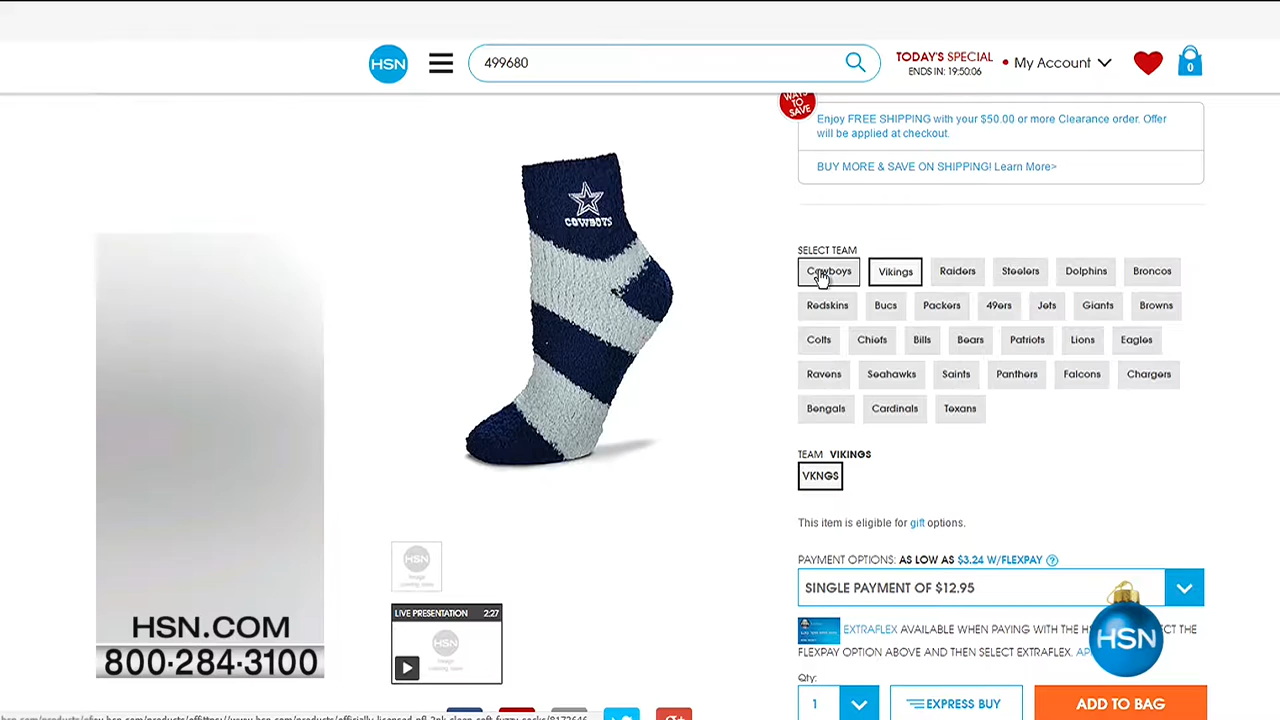 HSN
499680
TODAY'S SPECIAL
ENDS IN: 19:50:06
My Account
0
WAYS
TO
SAVE
Enjoy FREE SHIPPING with your $50.00 or more Clearance order. Offer
will be applied at checkout.
BUY MORE & SAVE ON SHIPPING! Learn More>
COWBOYS
SELECT TEAM
Cowboys Vikings Raiders Steelers Dolphins Broncos
Redskins Bucs Packers 49ers Jets Giants Browns
Colts Chiefs Bills Bears Patriots Lions Eagles
Ravens Seahawks Saints Panthers Falcons Chargers
Bengals Cardinals Texans
TEAM VIKINGS
VKNGS
This item is eligible for gift options.
PAYMENT OPTIONS: AS LOW AS $3.24 W/FLEXPAY ?
SINGLE PAYMENT OF $12.95
EXTRAFLEX AVAILABLE WHEN PAYING WITH THE
FLEXPAY OPTION ABOVE AND THEN SELECT EXTRAFLEX.
HSN
Qty:
1
EXPRESS BUY
ADD TO BAG
HSN
LIVE PRESENTATION 2:27
HSN
HSN.COM
800-284-3100